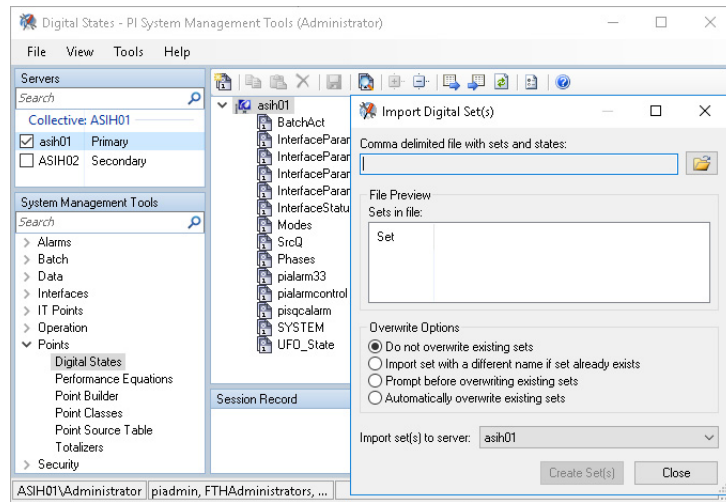 Digital States - PI System Management Tools (Administrator)
File View Tools Help
Servers
Search
Collective: ASIH01
asih01 Primary
ASIH02 Secondary
System Management Tools
Search
Alarms
Batch
Data
Interfaces
IT Points
Operation
Points
Digital States
Performance Equations
Point Builder
Point Classes
Point Source Table
Totalizers
Security
asih01
BatchAct
InterfaceParar
InterfaceParar
InterfaceParar
InterfaceParar
InterfaceStatu
Modes
SrcQ
Phases
pialarm33
pialarmcontrol
pisqcalarm
SYSTEM
UFO_State
Session Record
Import Digital Set(s)
Comma delimited file with sets and states:
File Preview
Sets in file:
Set
Overwrite Options
Do not overwrite existing sets
Import set with a different name if set already exists
Prompt before overwriting existing sets
Automatically overwrite existing sets
Import set(s) to server: asih01
Create Set(s) Close
ASIH01\Administrator piadmin, FTHAdministrators, ...